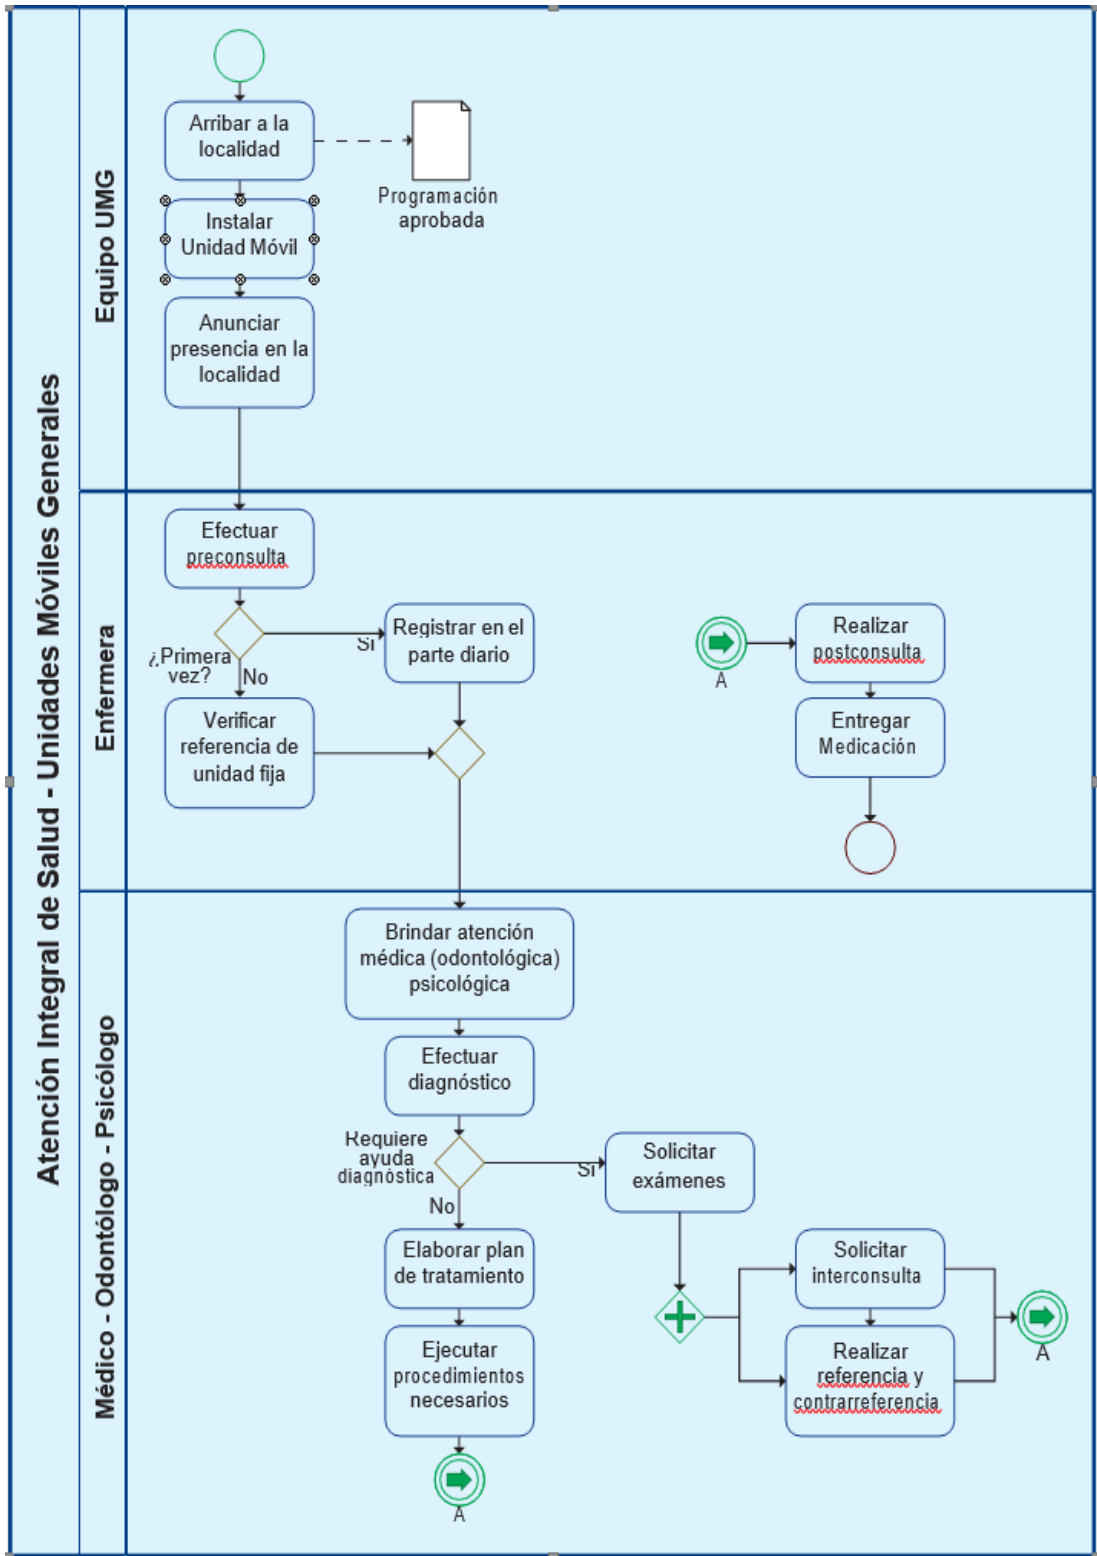 Atención Integral de Salud - Unidades Móviles Generales
Equipo UMG
Arribar a la
localidad
Programación
aprobada
Instalar
Unidad Móvil
Anunciar
presencia en la
localidad
Enfermera
Efectuar
preconsulta
¿Primera
vez?
Si
No
Registrar en el
parte diario
Verificar
referencia de
unidad fija
A
Realizar
postconsulta
Entregar
Medicación
Médico - Odontólogo - Psicólogo
Brindar atención
médica (odontológica)
psicológica
Efectuar
diagnóstico
Requiere
ayuda
diagnóstica
Si
No
Solicitar
exámenes
Elaborar plan
de tratamiento
Ejecutar
procedimientos
necesarios
A
Solicitar
interconsulta
Realizar
referencia y
contrarreferencia
A